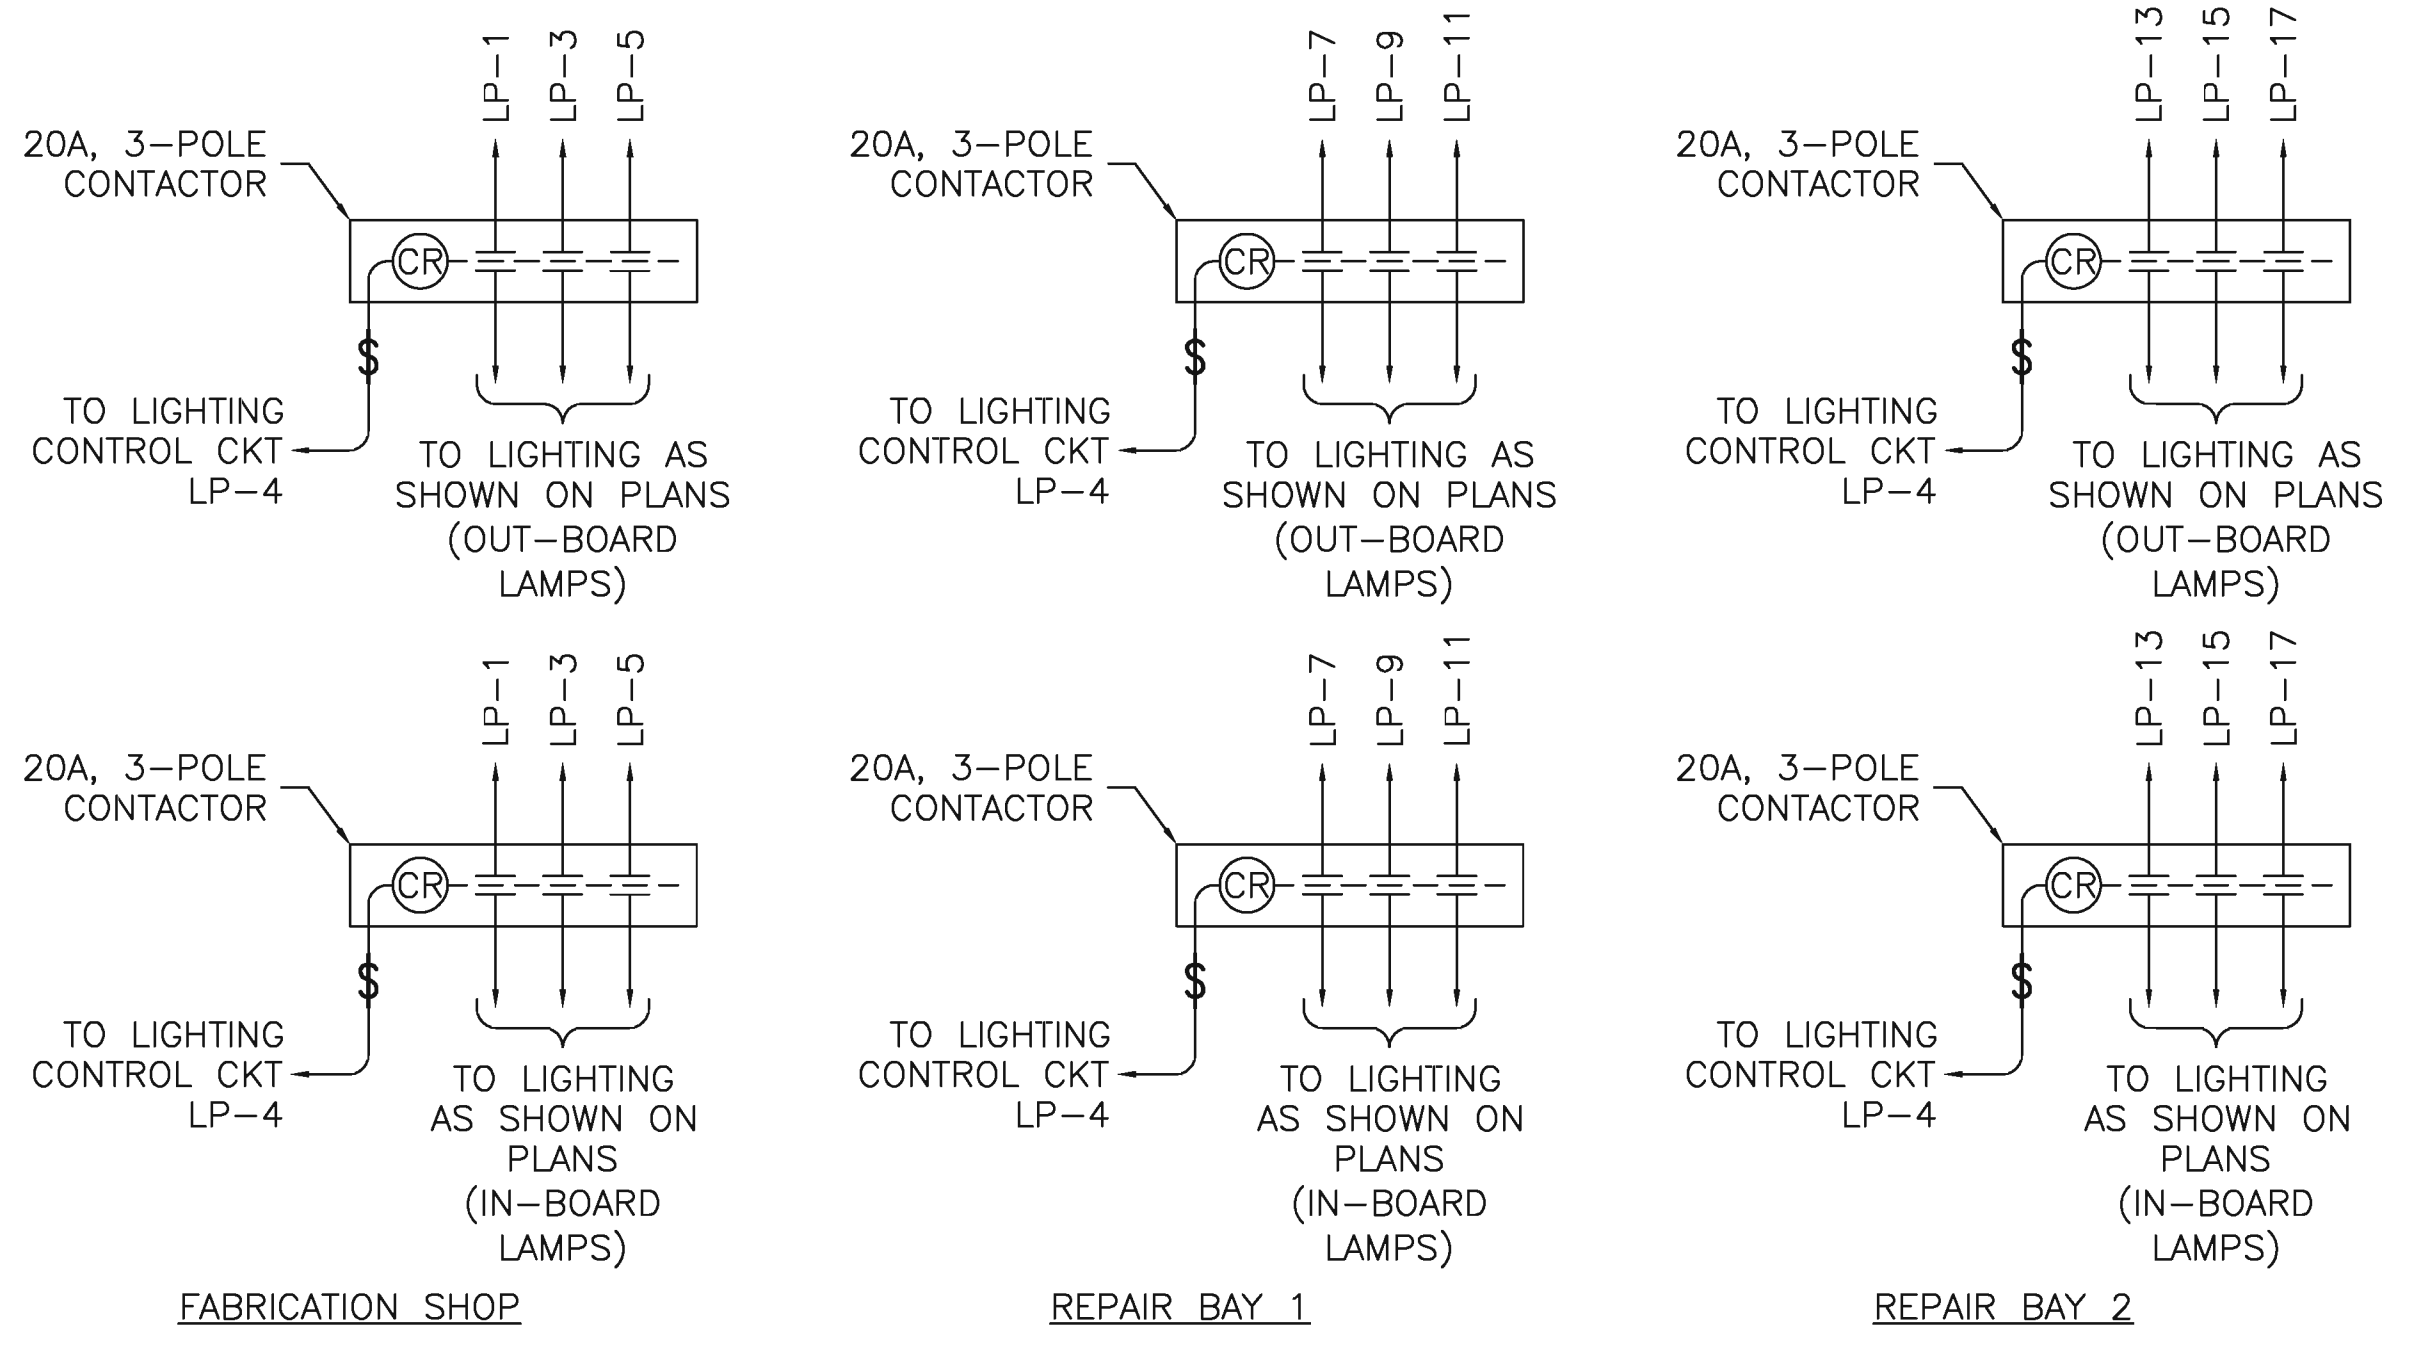 LP-1
LP-3
LP-5
20A, 3-POLE
CONTACTOR
CR
$
TO LIGHTING
CONTROL CKT
LP-4
TO LIGHTING AS
SHOWN ON PLANS
(OUT-BOARD
LAMPS)
LP-7
LP-9
LP-11
20A, 3-POLE
CONTACTOR
CR
$
TO LIGHTING
CONTROL CKT
LP-4
TO LIGHTING AS
SHOWN ON PLANS
(OUT-BOARD
LAMPS)
LP-13
LP-15
LP-17
20A, 3-POLE
CONTACTOR
CR
$
TO LIGHTING
CONTROL CKT
LP-4
TO LIGHTING AS
SHOWN ON PLANS
(OUT-BOARD
LAMPS)
LP-1
LP-3
LP-5
20A, 3-POLE
CONTACTOR
CR
$
TO LIGHTING
CONTROL CKT
LP-4
TO LIGHTING
AS SHOWN ON
PLANS
(IN-BOARD
LAMPS)
FABRICATION SHOP
LP-7
LP-9
LP-11
20A, 3-POLE
CONTACTOR
CR
$
TO LIGHTING
CONTROL CKT
LP-4
TO LIGHTING
AS SHOWN ON
PLANS
(IN-BOARD
LAMPS)
REPAIR BAY 1
LP-13
LP-15
LP-17
20A, 3-POLE
CONTACTOR
CR
$
TO LIGHTING
CONTROL CKT
LP-4
TO LIGHTING
AS SHOWN ON
PLANS
(IN-BOARD
LAMPS)
REPAIR BAY 2